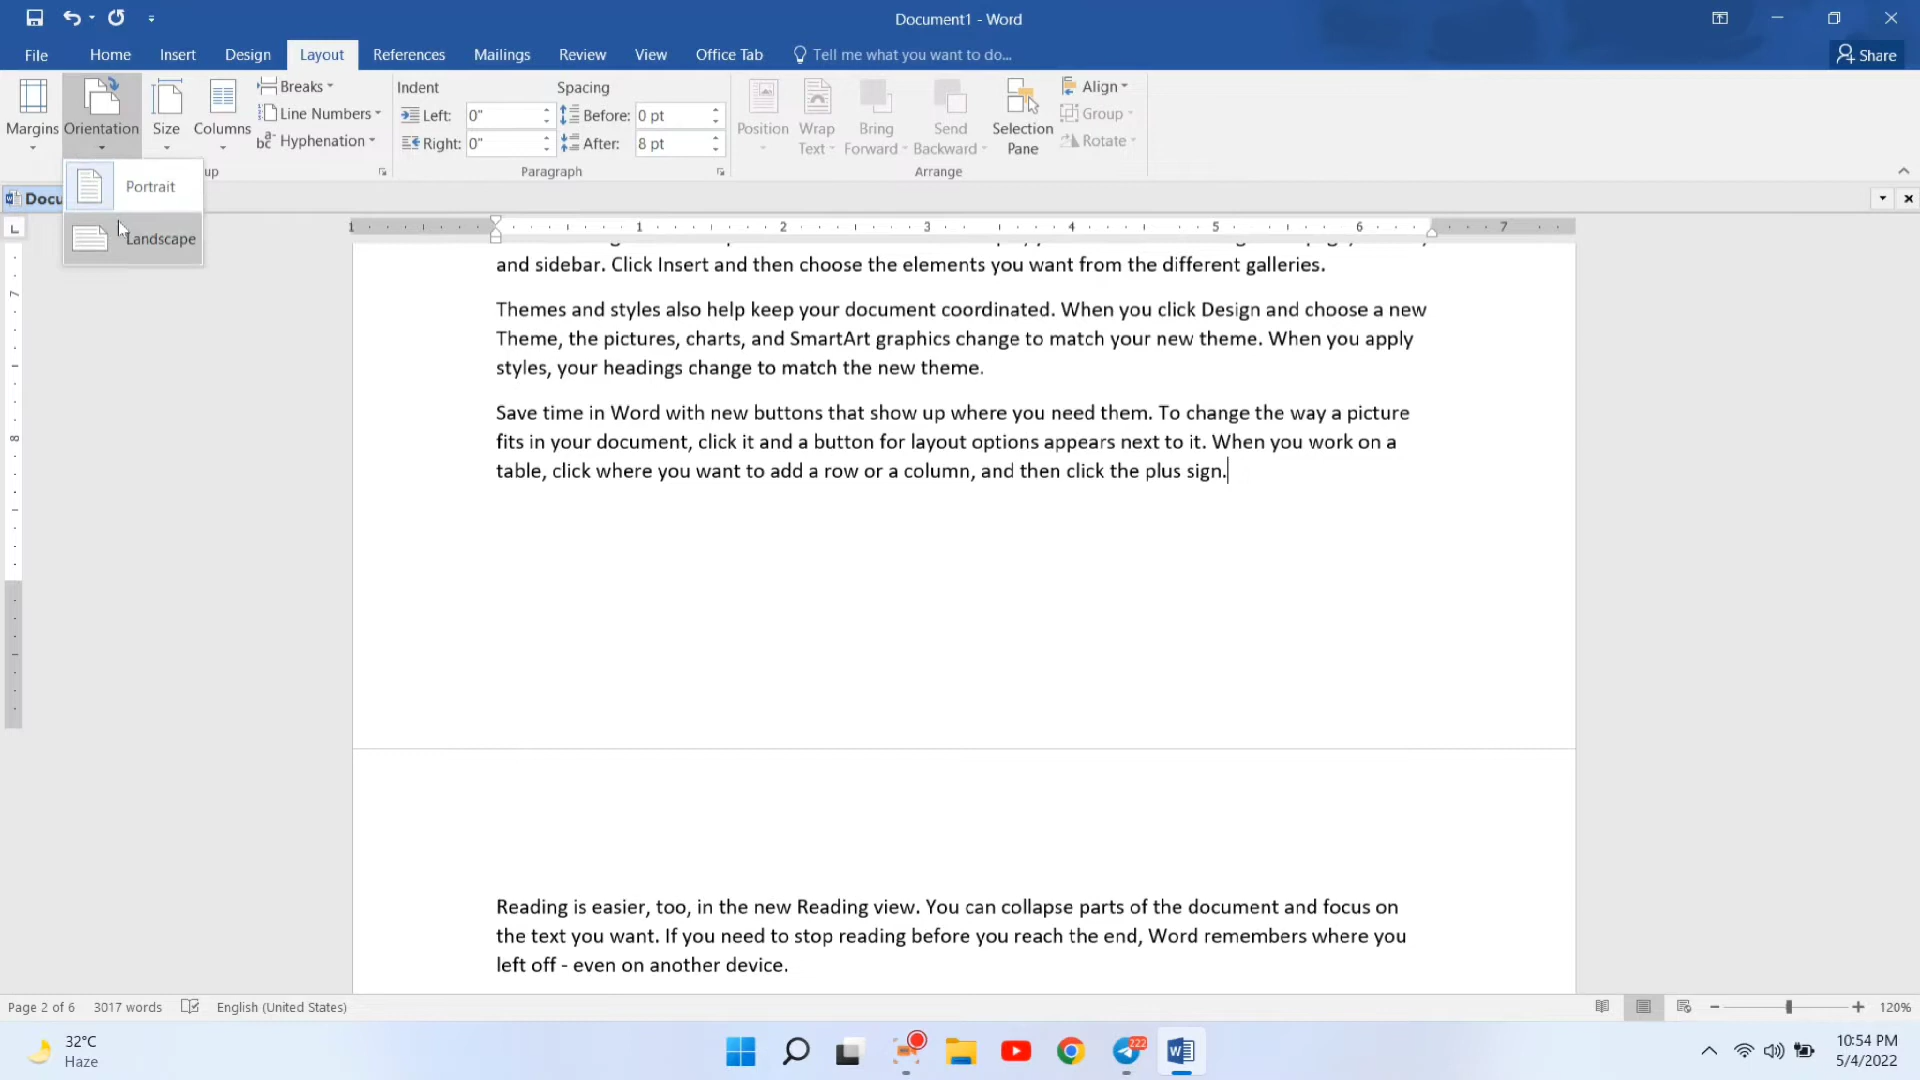 Document1 - Word
File Home Insert Design Layout References Mailings Review View Office Tab Tell me what you want to do... Share
Margins Orientation Size Columns
Breaks
Line Numbers
Hyphenation
Indent
Left: 0"
Right: 0"
Spacing
Before: 0 pt
After: 8 pt
Position Wrap Text Bring Forward Send Backward Selection Pane
Align
Group
Rotate
up Paragraph Arrange
Portrait
Landscape
Docu
1 1 2 3 4 5 6 7
7
8
and sidebar. Click Insert and then choose the elements you want from the different galleries.
Themes and styles also help keep your document coordinated. When you click Design and choose a new
Theme, the pictures, charts, and SmartArt graphics change to match your new theme. When you apply
styles, your headings change to match the new theme.
Save time in Word with new buttons that show up where you need them. To change the way a picture
fits in your document, click it and a button for layout options appears next to it. When you work on a
table, click where you want to add a row or a column, and then click the plus sign.
Reading is easier, too, in the new Reading view. You can collapse parts of the document and focus on
the text you want. If you need to stop reading before you reach the end, Word remembers where you
left off - even on another device.
Page 2 of 6 3017 words English (United States) 120%
32°C
Haze
222
10:54 PM
5/4/2022